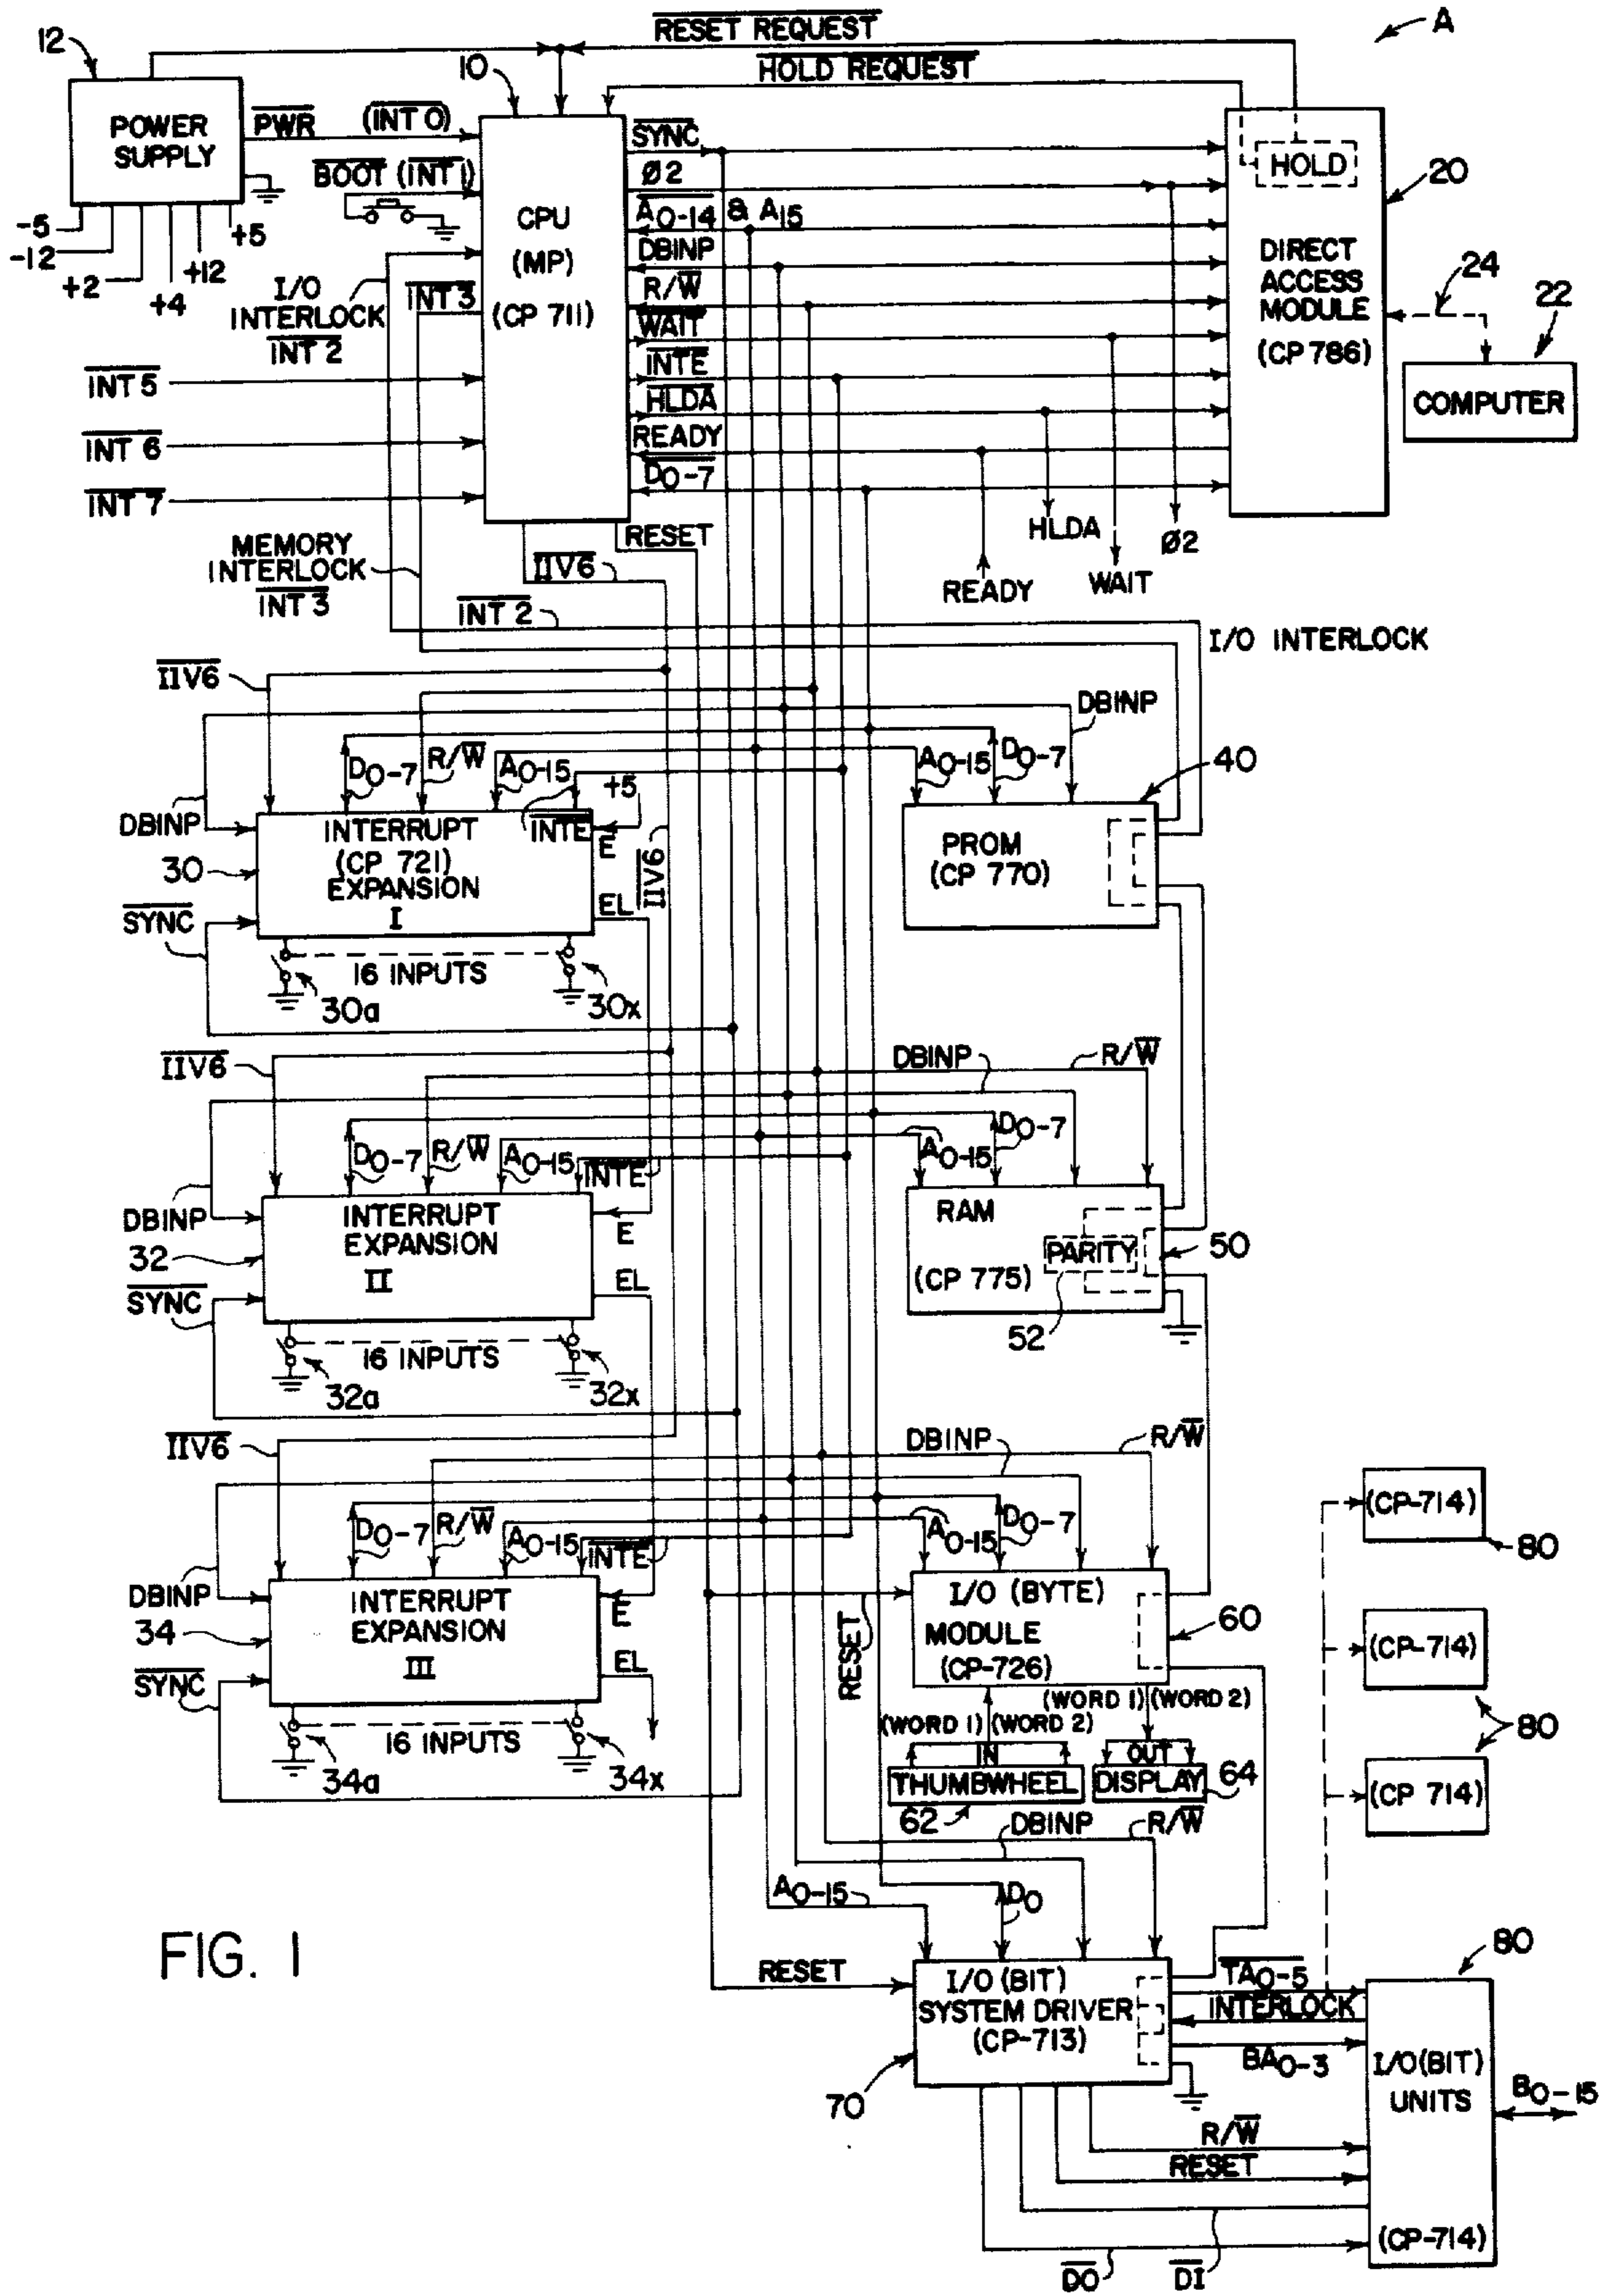 RESET REQUEST
A
12
10
HOLD REQUEST
POWER
SUPPLY
PWR (INT 0)
BOOT (INT 1)
-5
-12
+2
+4
+12
+5
I/O
INTERLOCK
INT 2
INT 3
INT 5
INT 6
INT 7
MEMORY
INTERLOCK
INT 3
CPU
(MP)
(CP 711)
SYNC
Ø2
A0-14 & A15
DBINP
R/W
WAIT
INTE
HLDA
READY
D0-7
RESET
IIV6
INT 2
HOLD
20
DIRECT
ACCESS
MODULE
(CP 786)
24
22
COMPUTER
HLDA
Ø2
READY
WAIT
I/O INTERLOCK
IIV6
DBINP
D0-7
R/W
A0-15
+5
A0-15
D0-7
40
DBINP
30
SYNC
INTERRUPT
(CP 721)
EXPANSION
I
INTE
E
EL
IIV6
PROM
(CP 770)
16 INPUTS
30a
30x
IIV6
DBINP
R/W
D0-7
R/W
A0-15
INTE
A0-15
D0-7
DBINP
32
SYNC
INTERRUPT
EXPANSION
II
E
EL
RAM
PARITY
(CP 775)
50
52
16 INPUTS
32a
32x
IIV6
DBINP
R/W
D0-7
R/W
A0-15
INTE
A0-15
D0-7
(CP-714)
80
DBINP
34
SYNC
INTERRUPT
EXPANSION
III
E
EL
RESET
I/O (BYTE)
MODULE
(CP-726)
60
(CP-714)
16 INPUTS
34a
34x
(WORD 1) (WORD 2)
(WORD 1) (WORD 2)
IN
OUT
THUMBWHEEL
DISPLAY
62
64
80
(CP 714)
DBINP
R/W
A0-15
D0
FIG. 1
RESET
I/O (BIT)
SYSTEM DRIVER
(CP-713)
70
TA0-5
INTERLOCK
BA0-3
80
I/O (BIT)
UNITS
B0-15
R/W
RESET
(CP-714)
DO
DI